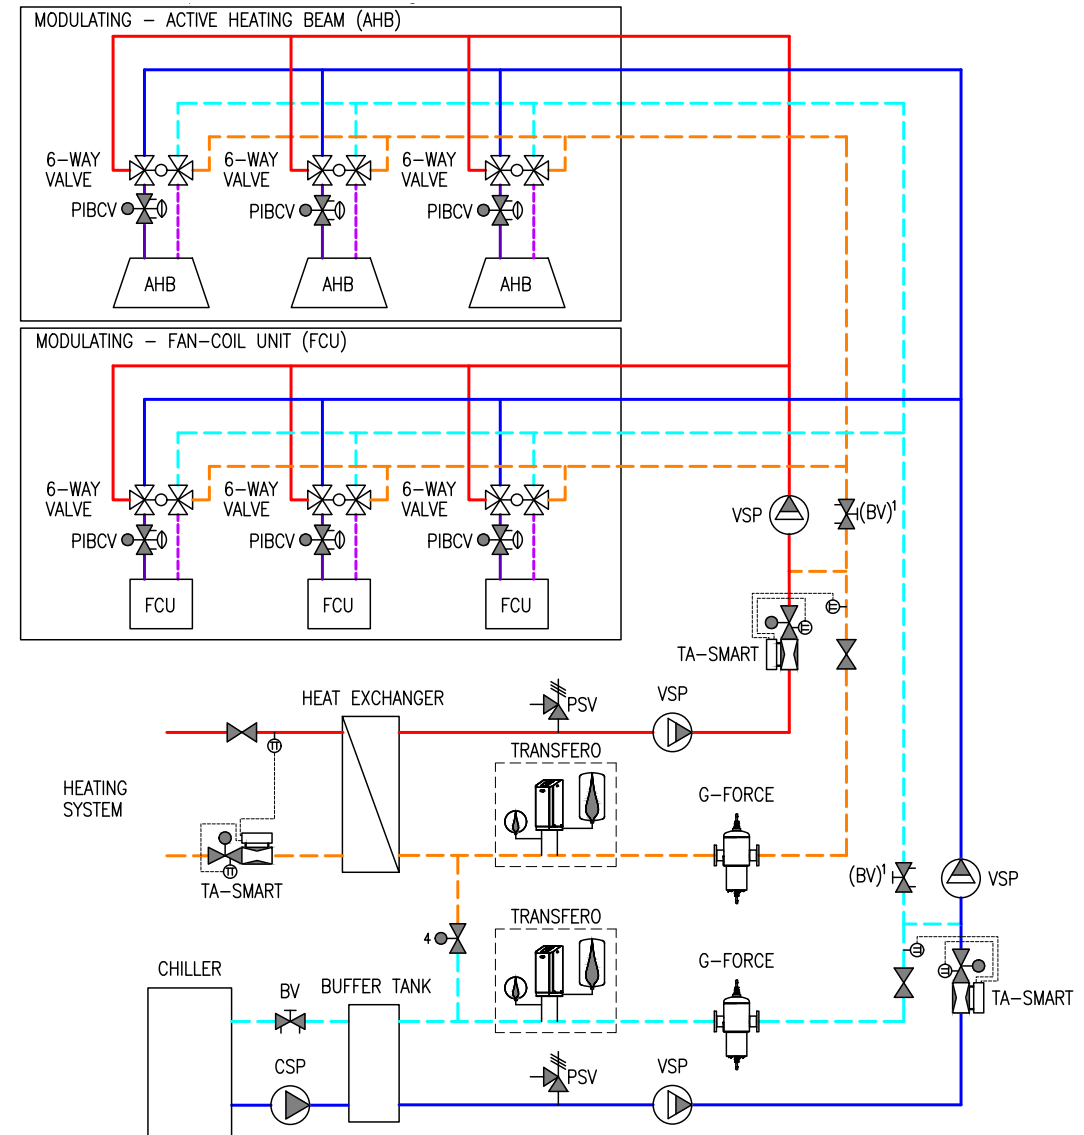 MODULATING – ACTIVE HEATING BEAM (AHB)
6–WAY
VALVE
6–WAY
VALVE
6–WAY
VALVE
PIBCV
PIBCV
PIBCV
AHB
AHB
AHB
MODULATING – FAN–COIL UNIT (FCU)
6–WAY
VALVE
6–WAY
VALVE
6–WAY
VALVE
VSP
(BV)¹
PIBCV
PIBCV
PIBCV
FCU
FCU
FCU
TA–SMART
HEAT EXCHANGER
PSV
VSP
TRANSFERO
HEATING
SYSTEM
G–FORCE
TA–SMART
(BV)¹
VSP
TRANSFERO
4
CHILLER
BV
BUFFER TANK
G–FORCE
TA–SMART
CSP
PSV
VSP